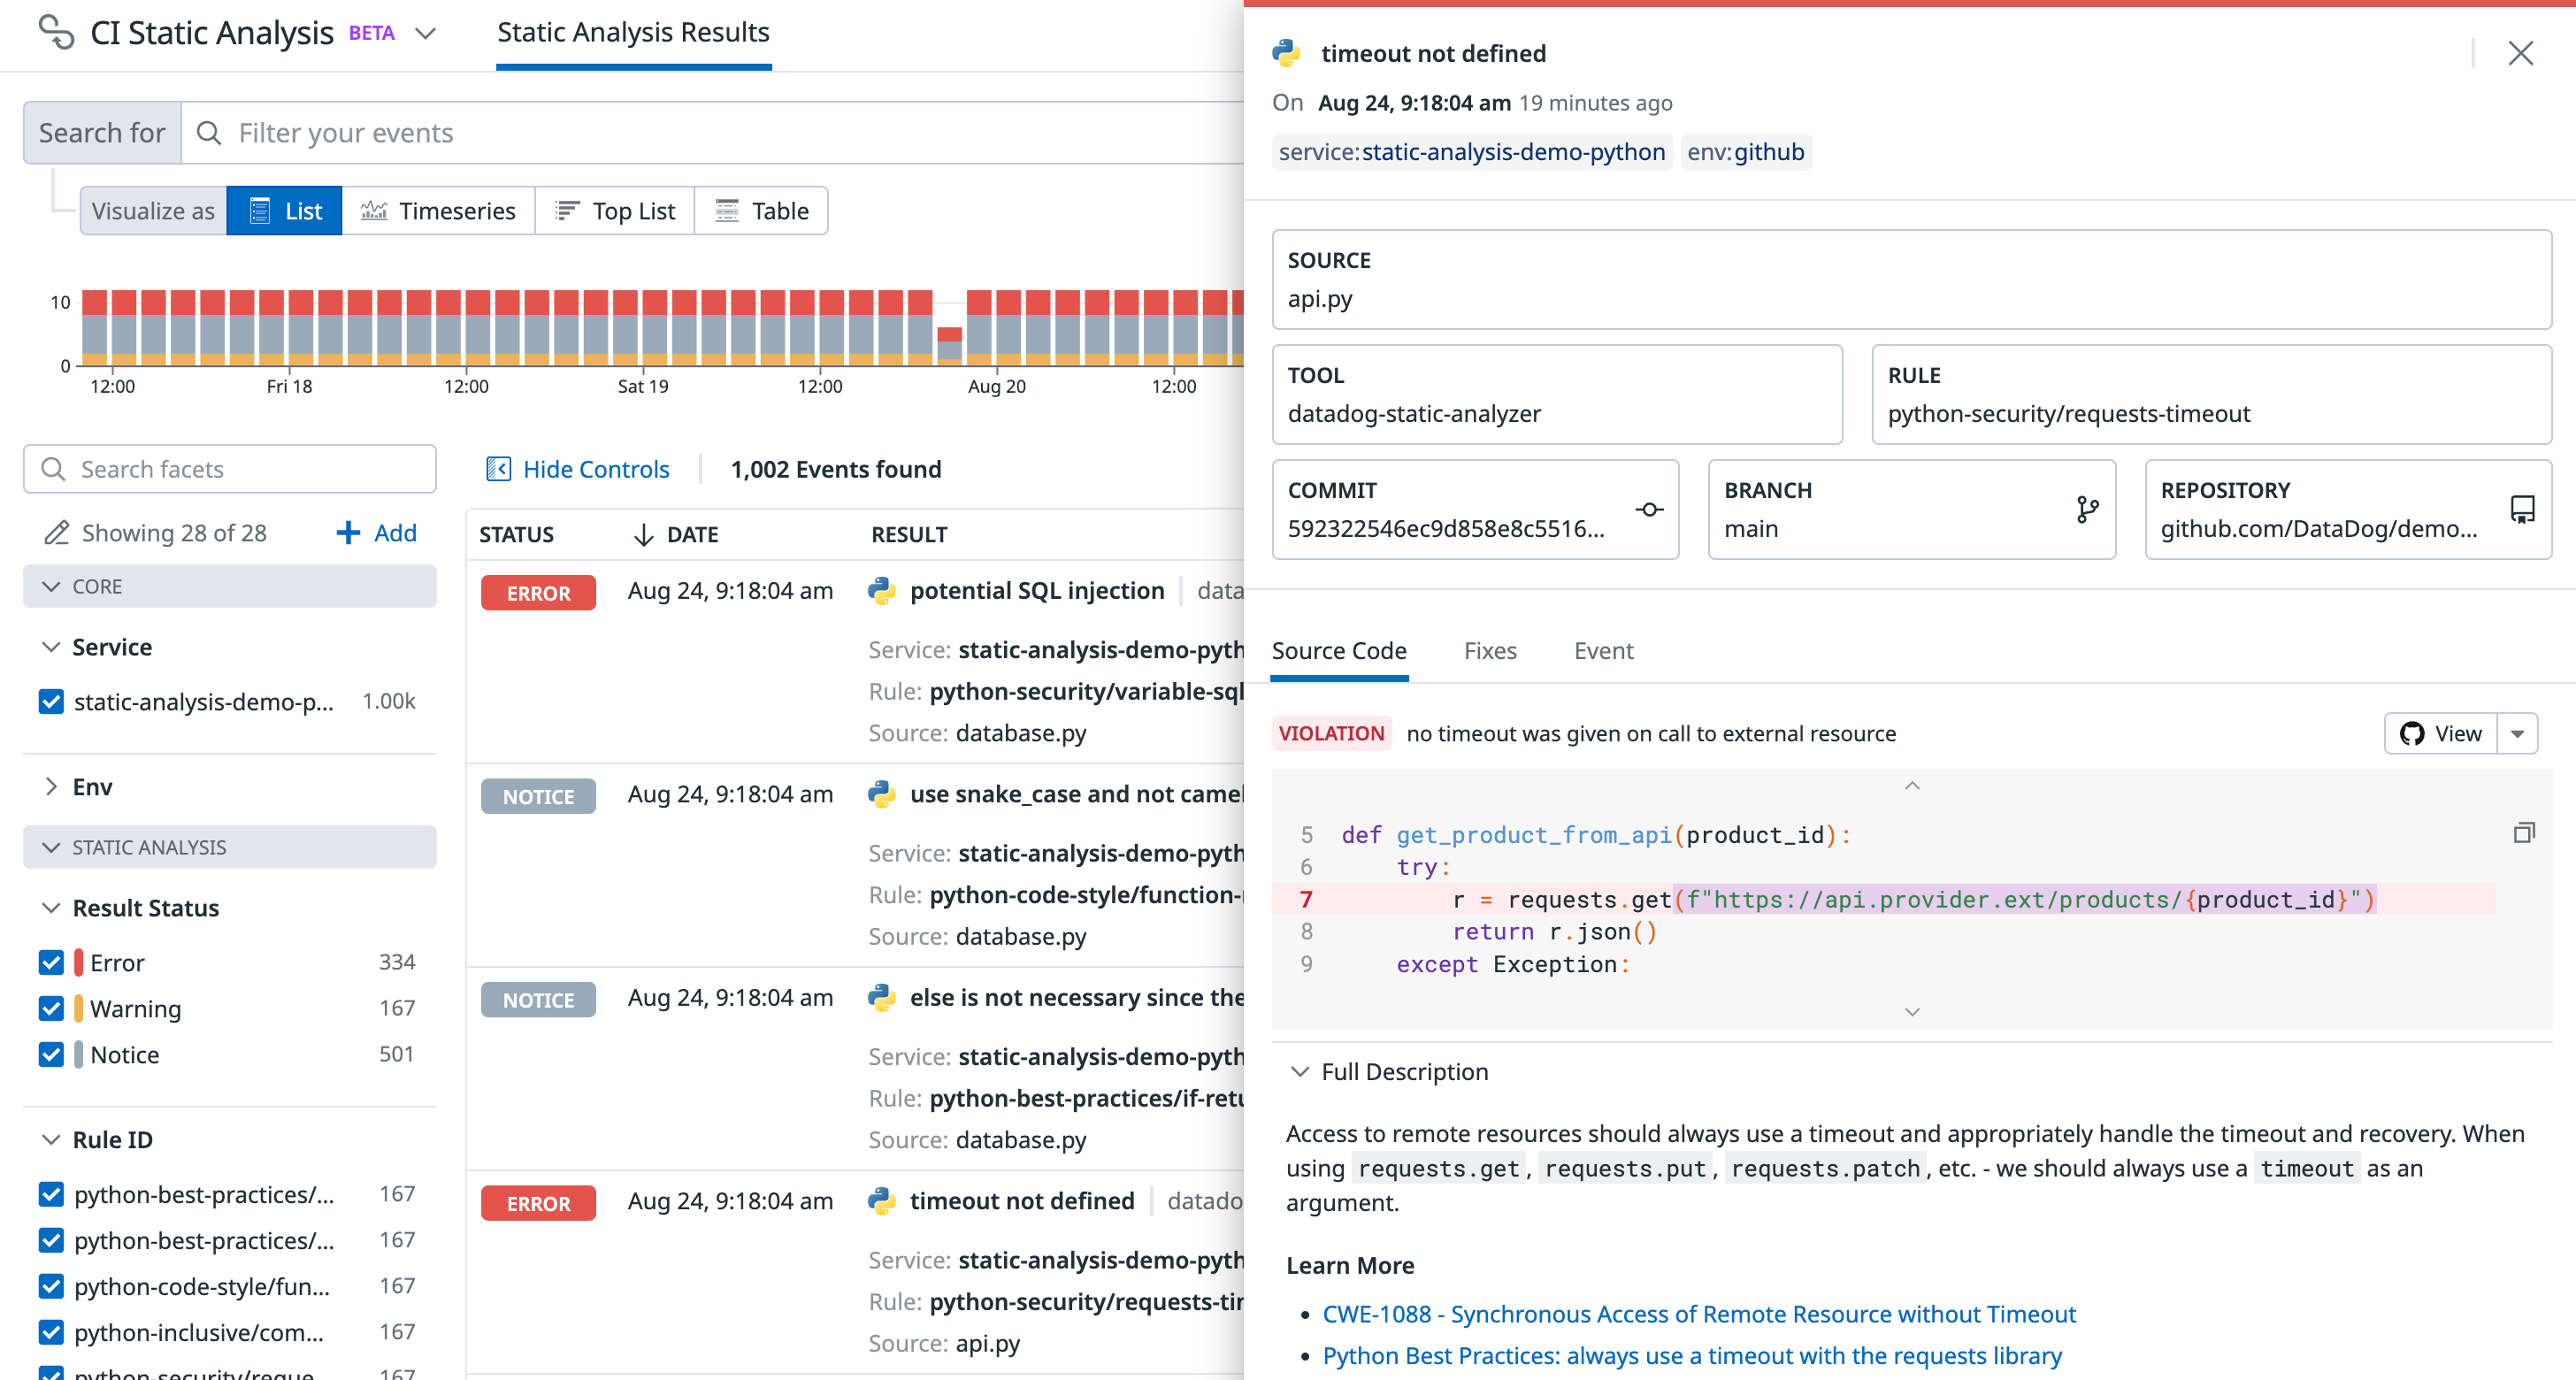 CI Static Analysis BETA
Static Analysis Results
Search for Filter your events
Visualize as List Timeseries Top List Table
10
0
12:00 Fri 18 12:00 Sat 19 12:00 Aug 20 12:00
Search facets
Showing 28 of 28 Add
CORE
Service
static-analysis-demo-p... 1.00k
Env
STATIC ANALYSIS
Result Status
Error 334
Warning 167
Notice 501
Rule ID
python-best-practices/... 167
python-best-practices/... 167
python-code-style/fun... 167
python-inclusive/com... 167
python-security/reque... 167
Hide Controls 1,002 Events found
STATUS DATE RESULT
ERROR Aug 24, 9:18:04 am potential SQL injection data
Service: static-analysis-demo-pyth
Rule: python-security/variable-sql
Source: database.py
NOTICE Aug 24, 9:18:04 am use snake_case and not camel
Service: static-analysis-demo-pyth
Rule: python-code-style/function-
Source: database.py
NOTICE Aug 24, 9:18:04 am else is not necessary since the
Service: static-analysis-demo-pyth
Rule: python-best-practices/if-retu
Source: database.py
ERROR Aug 24, 9:18:04 am timeout not defined datado
Service: static-analysis-demo-pyth
Rule: python-security/requests-tim
Source: api.py
timeout not defined
On Aug 24, 9:18:04 am 19 minutes ago
service:static-analysis-demo-python env:github
SOURCE
api.py
TOOL
datadog-static-analyzer
RULE
python-security/requests-timeout
COMMIT
592322546ec9d858e8c5516...
BRANCH
main
REPOSITORY
github.com/DataDog/demo...
Source Code Fixes Event
VIOLATION no timeout was given on call to external resource View
5 def get_product_from_api(product_id):
6 try:
7 r = requests.get(f"https://api.provider.ext/products/{product_id}")
8 return r.json()
9 except Exception:
Full Description
Access to remote resources should always use a timeout and appropriately handle the timeout and recovery. When
using requests.get, requests.put, requests.patch, etc. - we should always use a timeout as an
argument.
Learn More
• CWE-1088 - Synchronous Access of Remote Resource without Timeout
• Python Best Practices: always use a timeout with the requests library